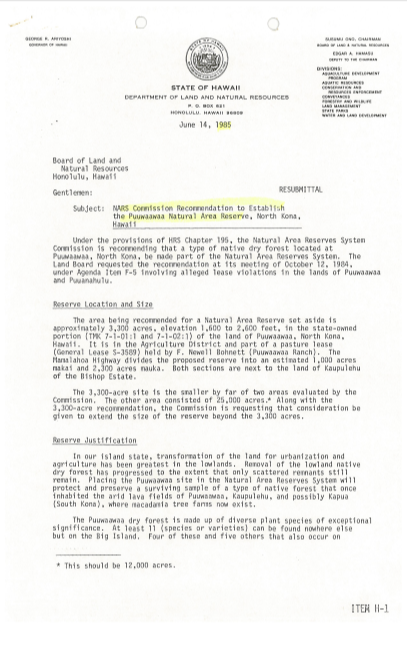 GEORGE R. ARIYOSHI
GOVERNOR OF HAWAII
SUSUMU ONO, CHAIRMAN
BOARD OF LAND & NATURAL RESOURCES
EDGAR A. HAMASU
DEPUTY TO THE CHAIRMAN
DIVISIONS:
AQUACULTURE DEVELOPMENT
PROGRAM
AQUATIC RESOURCES
CONSERVATION AND
RESOURCES ENFORCEMENT
CONVEYANCES
FORESTRY AND WILDLIFE
LAND MANAGEMENT
STATE PARKS
WATER AND LAND DEVELOPMENT
STATE OF HAWAII
DEPARTMENT OF LAND AND NATURAL RESOURCES
P. O. BOX 621
HONOLULU, HAWAII 96809
June 14, 1985
Board of Land and
Natural Resources
Honolulu, Hawaii
Gentlemen:
RESUBMITTAL
Subject: NARS Commission Recommendation to Establish
the Puuwaawaa Natural Area Reserve, North Kona,
Hawaii
Under the provisions of HRS Chapter 195, the Natural Area Reserves System
Commission is recommending that a type of native dry forest located at
Puuwaawaa, North Kona, be made part of the Natural Area Reserves System. The
Land Board requested the recommendation at its meeting of October 12, 1984,
under Agenda Item F-5 involving alleged lease violations in the lands of Puuwaawaa
and Puuanahulu.
Reserve Location and Size
The area being recommended for a Natural Area Reserve set aside is
approximately 3,300 acres, elevation 1,600 to 2,600 feet, in the state-owned
portion (TMK 7-1-01:1 and 7-1-02:1) of the lands of Puuwaawaa, North Kona,
Hawaii. It is in the Agriculture District and part of a pasture lease
(General Lease S-3589) held by F. Newell Bohnett (Puuwaawaa Ranch). The
Mamalahoa Highway divides the proposed reserve into an estimated 1,000 acres
makai and 2,300 acres mauka. Both sections are next to the land of Kaupulehu
of the Bishop Estate.
The 3,300-acre site is the smaller by far of two areas evaluated by the
Commission. The other area consisted of 25,000 acres.* Along with the
3,300-acre recommendation, the Commission is requesting that consideration be
given to extend the size of the reserve beyond the 3,300 acres.
Reserve Justification
In our island state, transformation of the land for urbanization and
agriculture has been greatest in the lowlands. Removal of the lowland native
dry forest has progressed to the extent that only scattered remnants still
remain. Placing the Puuwaawaa site in the Natural Area Reserves System will
protect and preserve a surviving sample of a type of native forest that once
inhabited the arid lava fields of Puuwaawaa, Kaupulehu, and possibly Kapua
(South Kona), where macadamia tree farms now exist.
The Puuwaawaa dry forest is made up of diverse plant species of exceptional
significance. At least 11 (species or varieties) can be found nowhere else
but on the Big Island. Four of these and five others that also occur on
* This should be 12,000 acres.
ITEM H-1